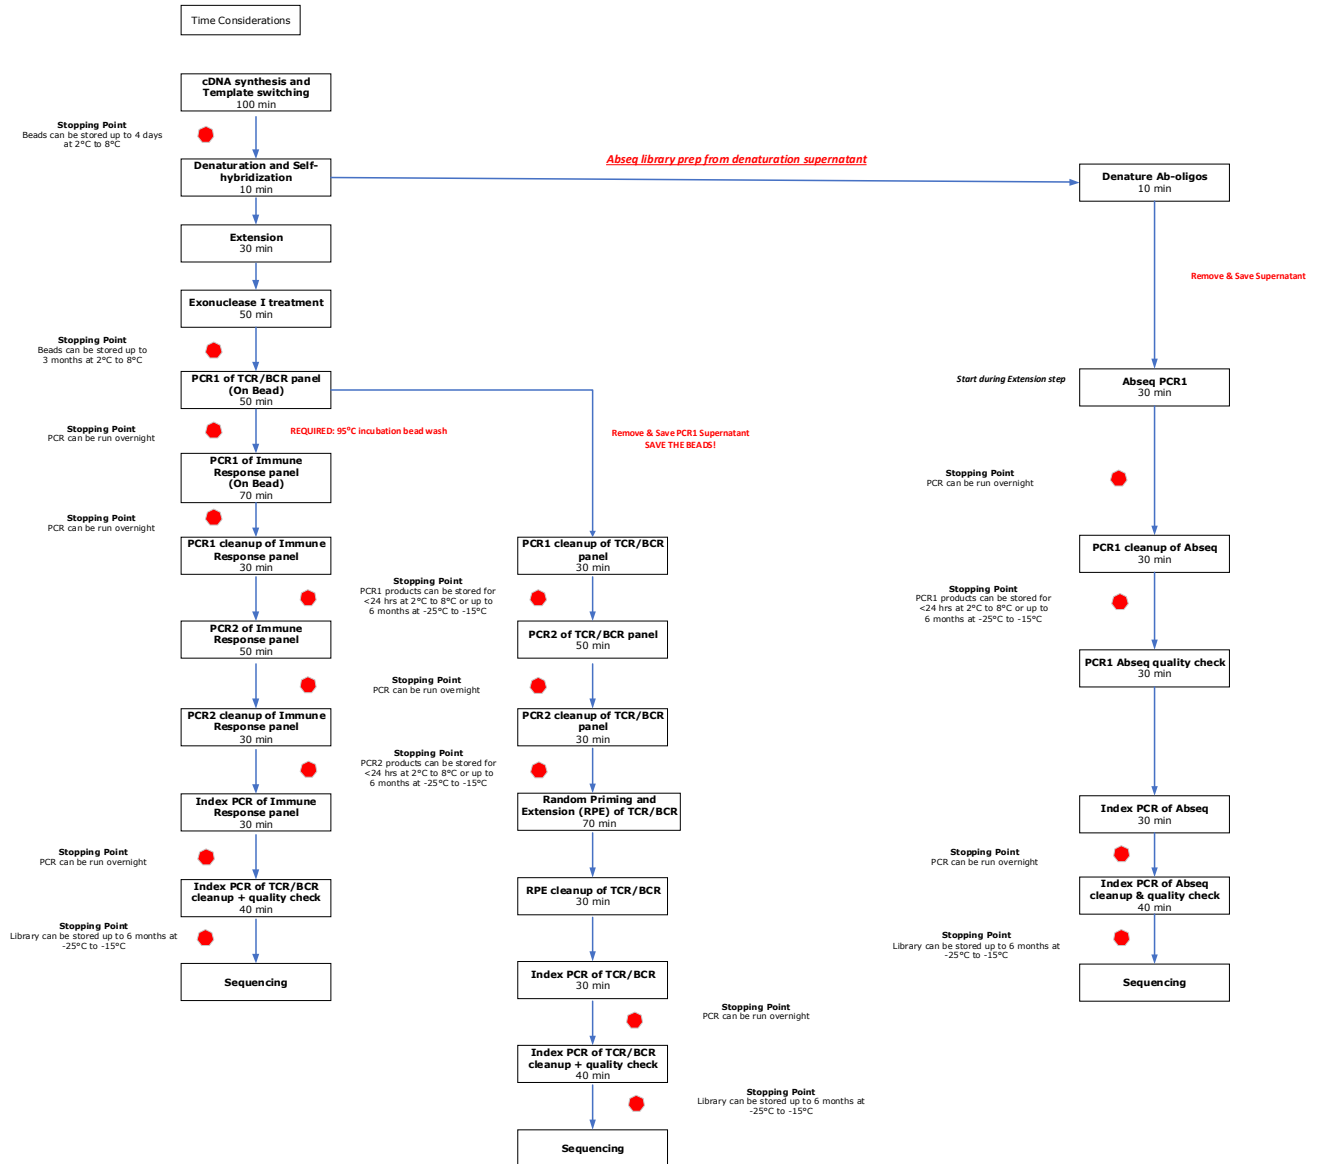 Time Considerations
cDNA synthesis and
Template switching
100 min
Stopping Point
Beads can be stored up to 4 days
at 2°C to 8°C
Denaturation and Self-
hybridization
10 min
Abseq library prep from denaturation supernatant
Denature Ab-oligos
10 min
Extension
30 min
Remove & Save Supernatant
Exonuclease I treatment
50 min
Stopping Point
Beads can be stored up to
3 months at 2°C to 8°C
PCR1 of TCR/BCR panel
(On Bead)
50 min
Start during Extension step
Abseq PCR1
30 min
Stopping Point
PCR can be run overnight
REQUIRED: 95°C incubation bead wash
Remove & Save PCR1 Supernatant
SAVE THE BEADS!
PCR1 of Immune
Response panel
(On Bead)
70 min
Stopping Point
PCR can be run overnight
Stopping Point
PCR can be run overnight
PCR1 cleanup of Immune
Response panel
30 min
PCR1 cleanup of TCR/BCR
panel
30 min
PCR1 cleanup of Abseq
30 min
Stopping Point
PCR1 products can be stored for
<24 hrs at 2°C to 8°C or up to
6 months at -25°C to -15°C
Stopping Point
PCR1 products can be stored for
<24 hrs at 2°C to 8°C or up to
6 months at -25°C to -15°C
PCR2 of Immune
Response panel
50 min
PCR2 of TCR/BCR panel
50 min
PCR1 Abseq quality check
30 min
Stopping Point
PCR can be run overnight
PCR2 cleanup of Immune
Response panel
30 min
PCR2 cleanup of TCR/BCR
panel
30 min
Stopping Point
PCR2 products can be stored for
<24 hrs at 2°C to 8°C or up to
6 months at -25°C to -15°C
Index PCR of Immune
Response panel
30 min
Random Priming and
Extension (RPE) of TCR/BCR
70 min
Index PCR of Abseq
30 min
Stopping Point
PCR can be run overnight
Stopping Point
PCR can be run overnight
Index PCR of TCR/BCR
cleanup + quality check
40 min
RPE cleanup of TCR/BCR
30 min
Index PCR of Abseq
cleanup & quality check
40 min
Stopping Point
Library can be stored up to 6 months at
-25°C to -15°C
Stopping Point
Library can be stored up to 6 months at
-25°C to -15°C
Sequencing
Index PCR of TCR/BCR
30 min
Sequencing
Stopping Point
PCR can be run overnight
Index PCR of TCR/BCR
cleanup + quality check
40 min
Stopping Point
Library can be stored up to 6 months at
-25°C to -15°C
Sequencing